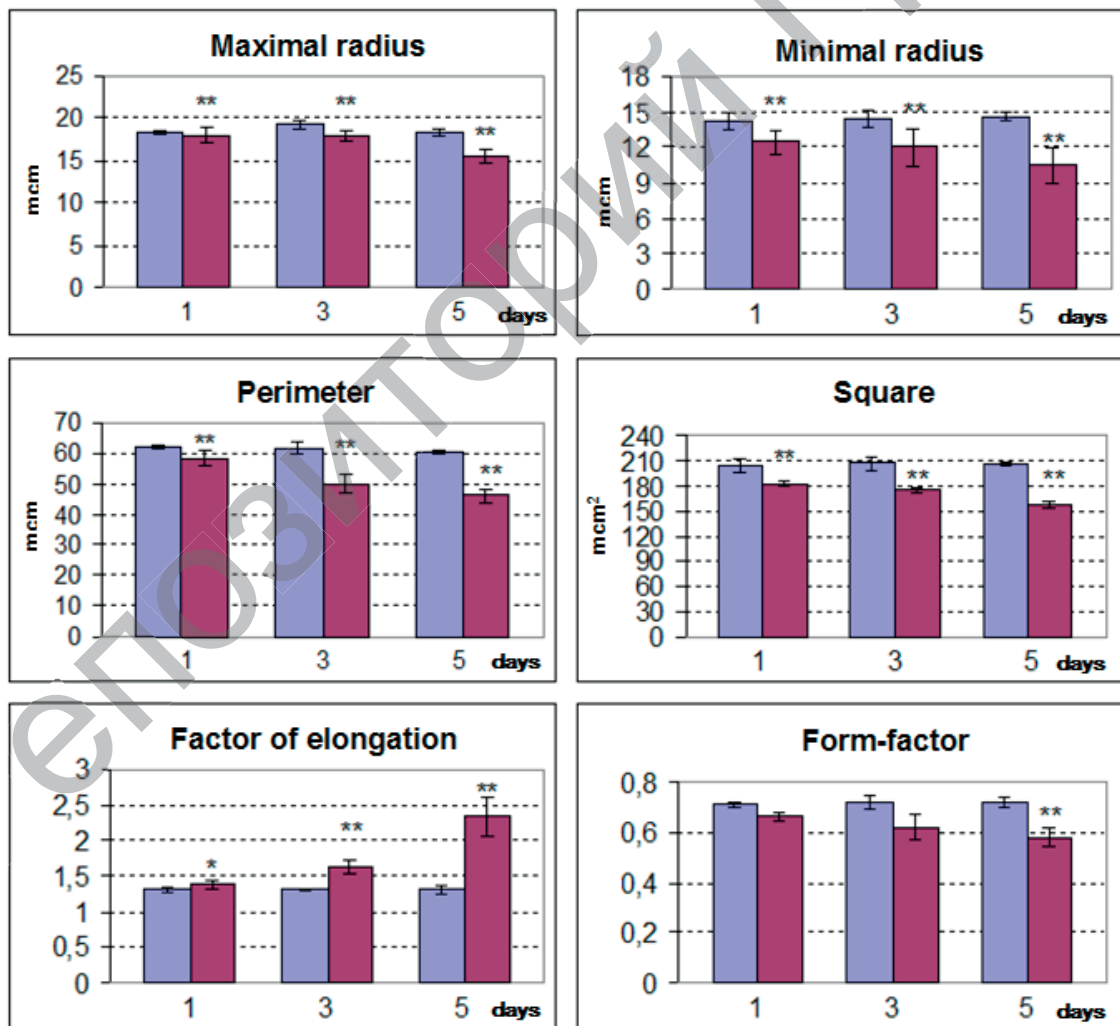 Maximal radius
25
20
15
10
5
0
mcm
** ** **
1 3 5 days
Minimal radius
18
15
12
9
6
3
0
mcm
** ** **
1 3 5 days
Perimeter
70
60
50
40
30
20
10
0
mcm
** ** **
1 3 5 days
Square
240
210
180
150
120
90
60
30
0
mcm²
** ** **
1 3 5 days
Factor of elongation
3
2,5
2
1,5
1
0,5
0
* ** **
1 3 5 days
Form-factor
0,8
0,6
0,4
0,2
0
**
1 3 5 days
епозиторий Г